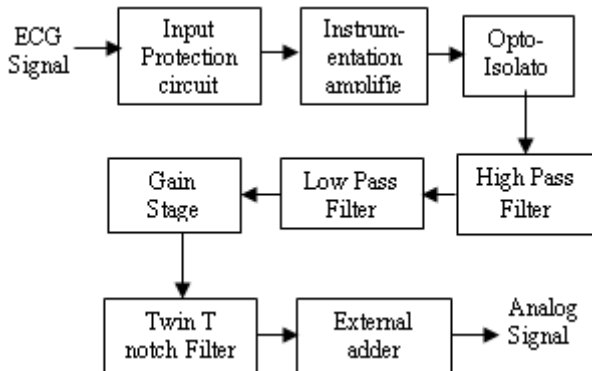 ECG
Signal
Input
Protection
circuit
Instrum-
entation
amplifie
Opto-
Isolato
High Pass
Filter
Low Pass
Filter
Gain
Stage
Twin T
notch Filter
External
adder
Analog
Signal